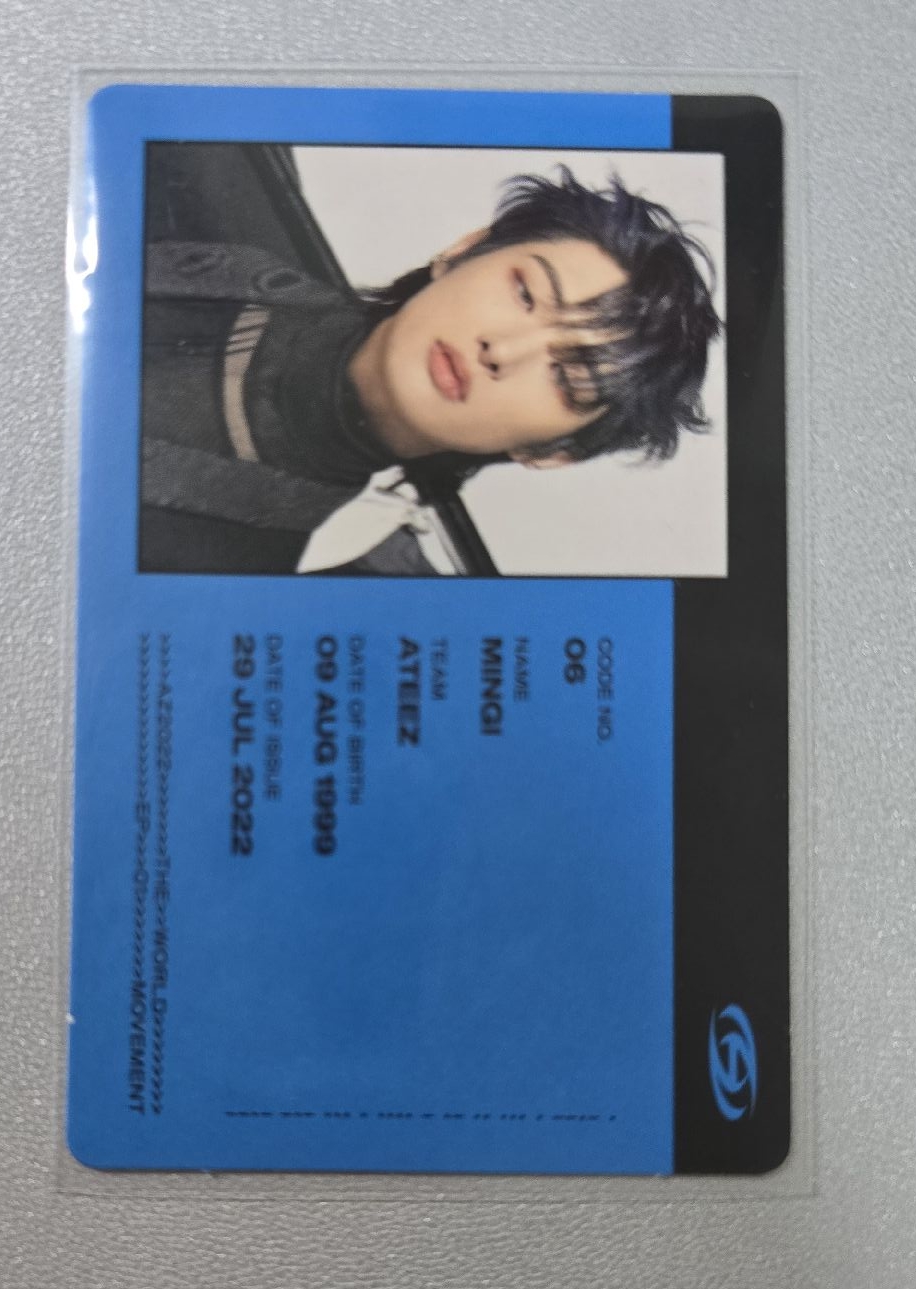 CODE NO.
06
NAME
MINGI
TEAM
ATEEZ
DATE OF BIRTH
09 AUG 1999
DATE OF ISSUE
29 JUL 2022
>>>>AZ2022>>>>>>>THE>>WORLD>>>>>>>>>
>>>>>>>>>>>>>EP>>>01>>>>>>>MOVEMENT